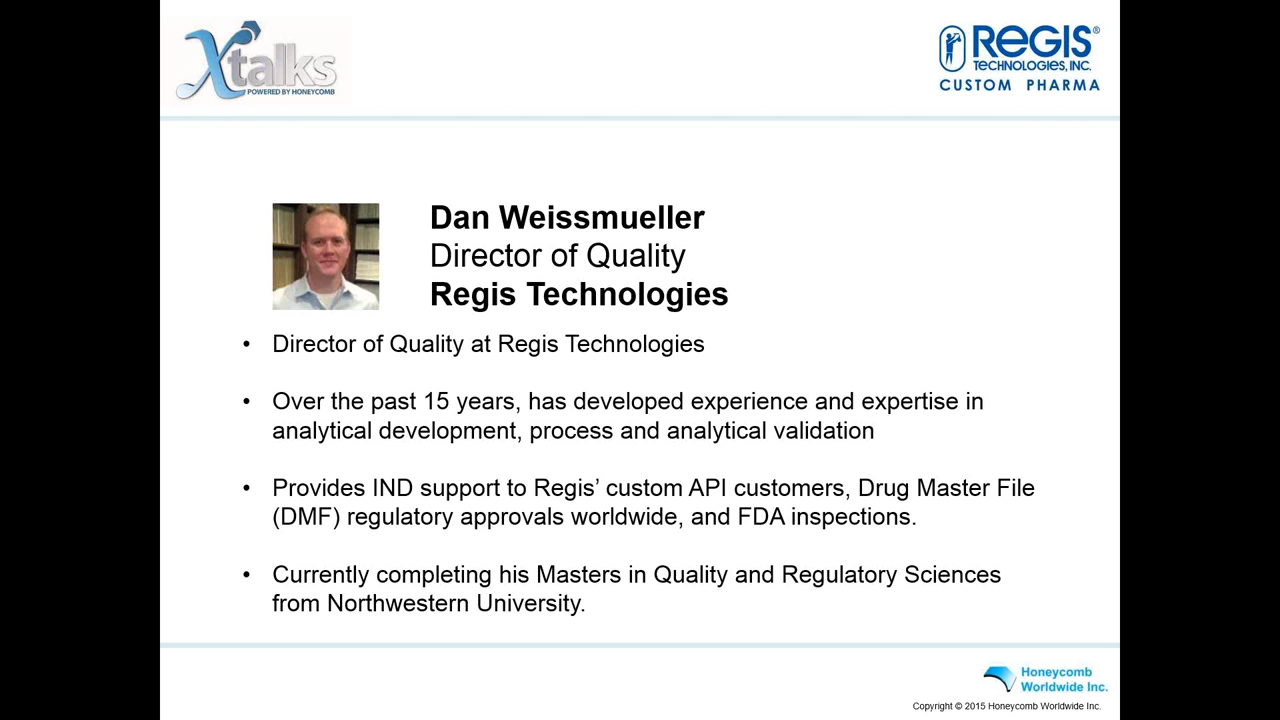 Xtalks
POWERED BY HONEYCOMB
REGIS®
TECHNOLOGIES, INC.
CUSTOM PHARMA
Dan Weissmueller
Director of Quality
Regis Technologies
• Director of Quality at Regis Technologies
• Over the past 15 years, has developed experience and expertise in
analytical development, process and analytical validation
• Provides IND support to Regis’ custom API customers, Drug Master File
(DMF) regulatory approvals worldwide, and FDA inspections.
• Currently completing his Masters in Quality and Regulatory Sciences
from Northwestern University.
Honeycomb
Worldwide Inc.
Copyright © 2015 Honeycomb Worldwide Inc.